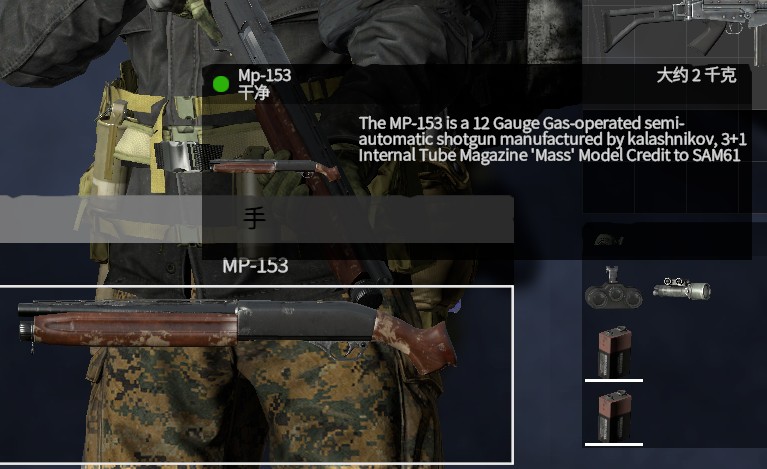 Mp-153
大约 2 千克
干净
The MP-153 is a 12 Gauge Gas-operated semi-
automatic shotgun manufactured by kalashnikov, 3+1
Internal Tube Magazine 'Mass' Model Credit to SAM61
手
MP-153